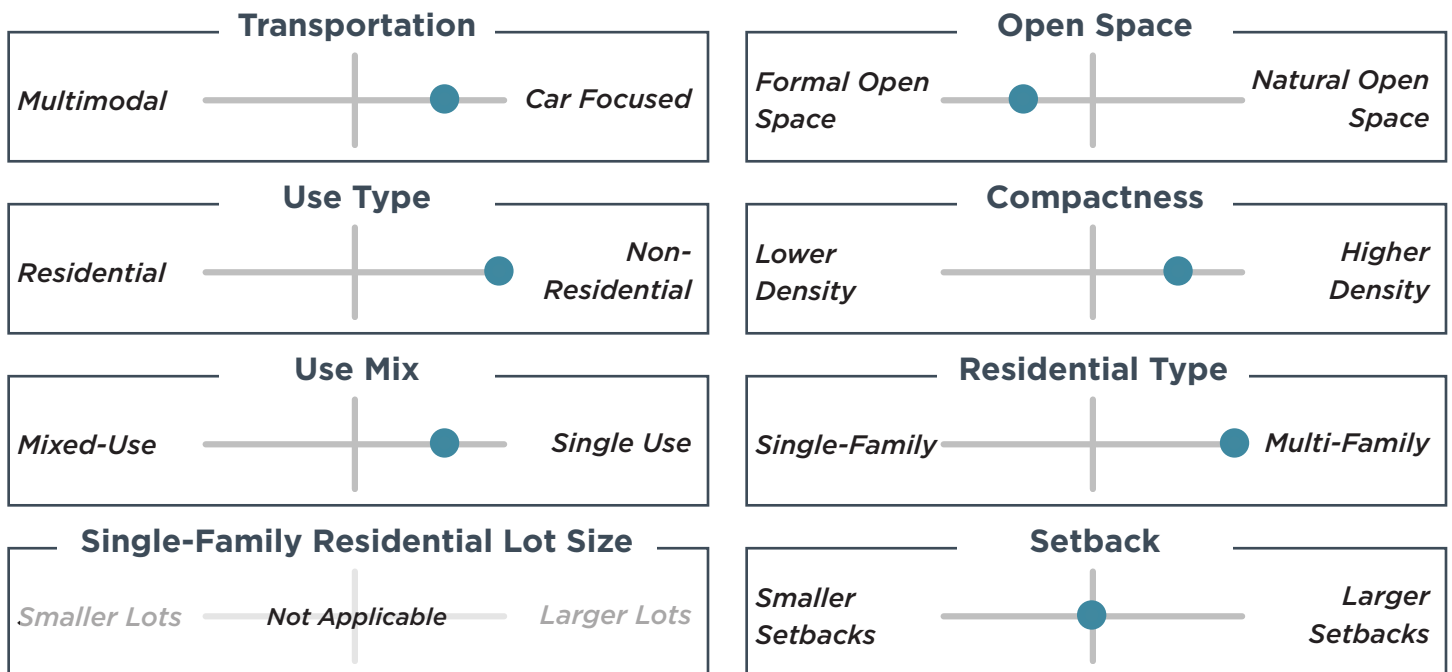 Transportation
Multimodal
Car Focused
Open Space
Formal Open
Space
Natural Open
Space
Use Type
Residential
Non-
Residential
Compactness
Lower
Density
Higher
Density
Use Mix
Mixed-Use
Single Use
Residential Type
Single-Family
Multi-Family
Single-Family Residential Lot Size
Smaller Lots
Not Applicable
Larger Lots
Setback
Smaller
Setbacks
Larger
Setbacks